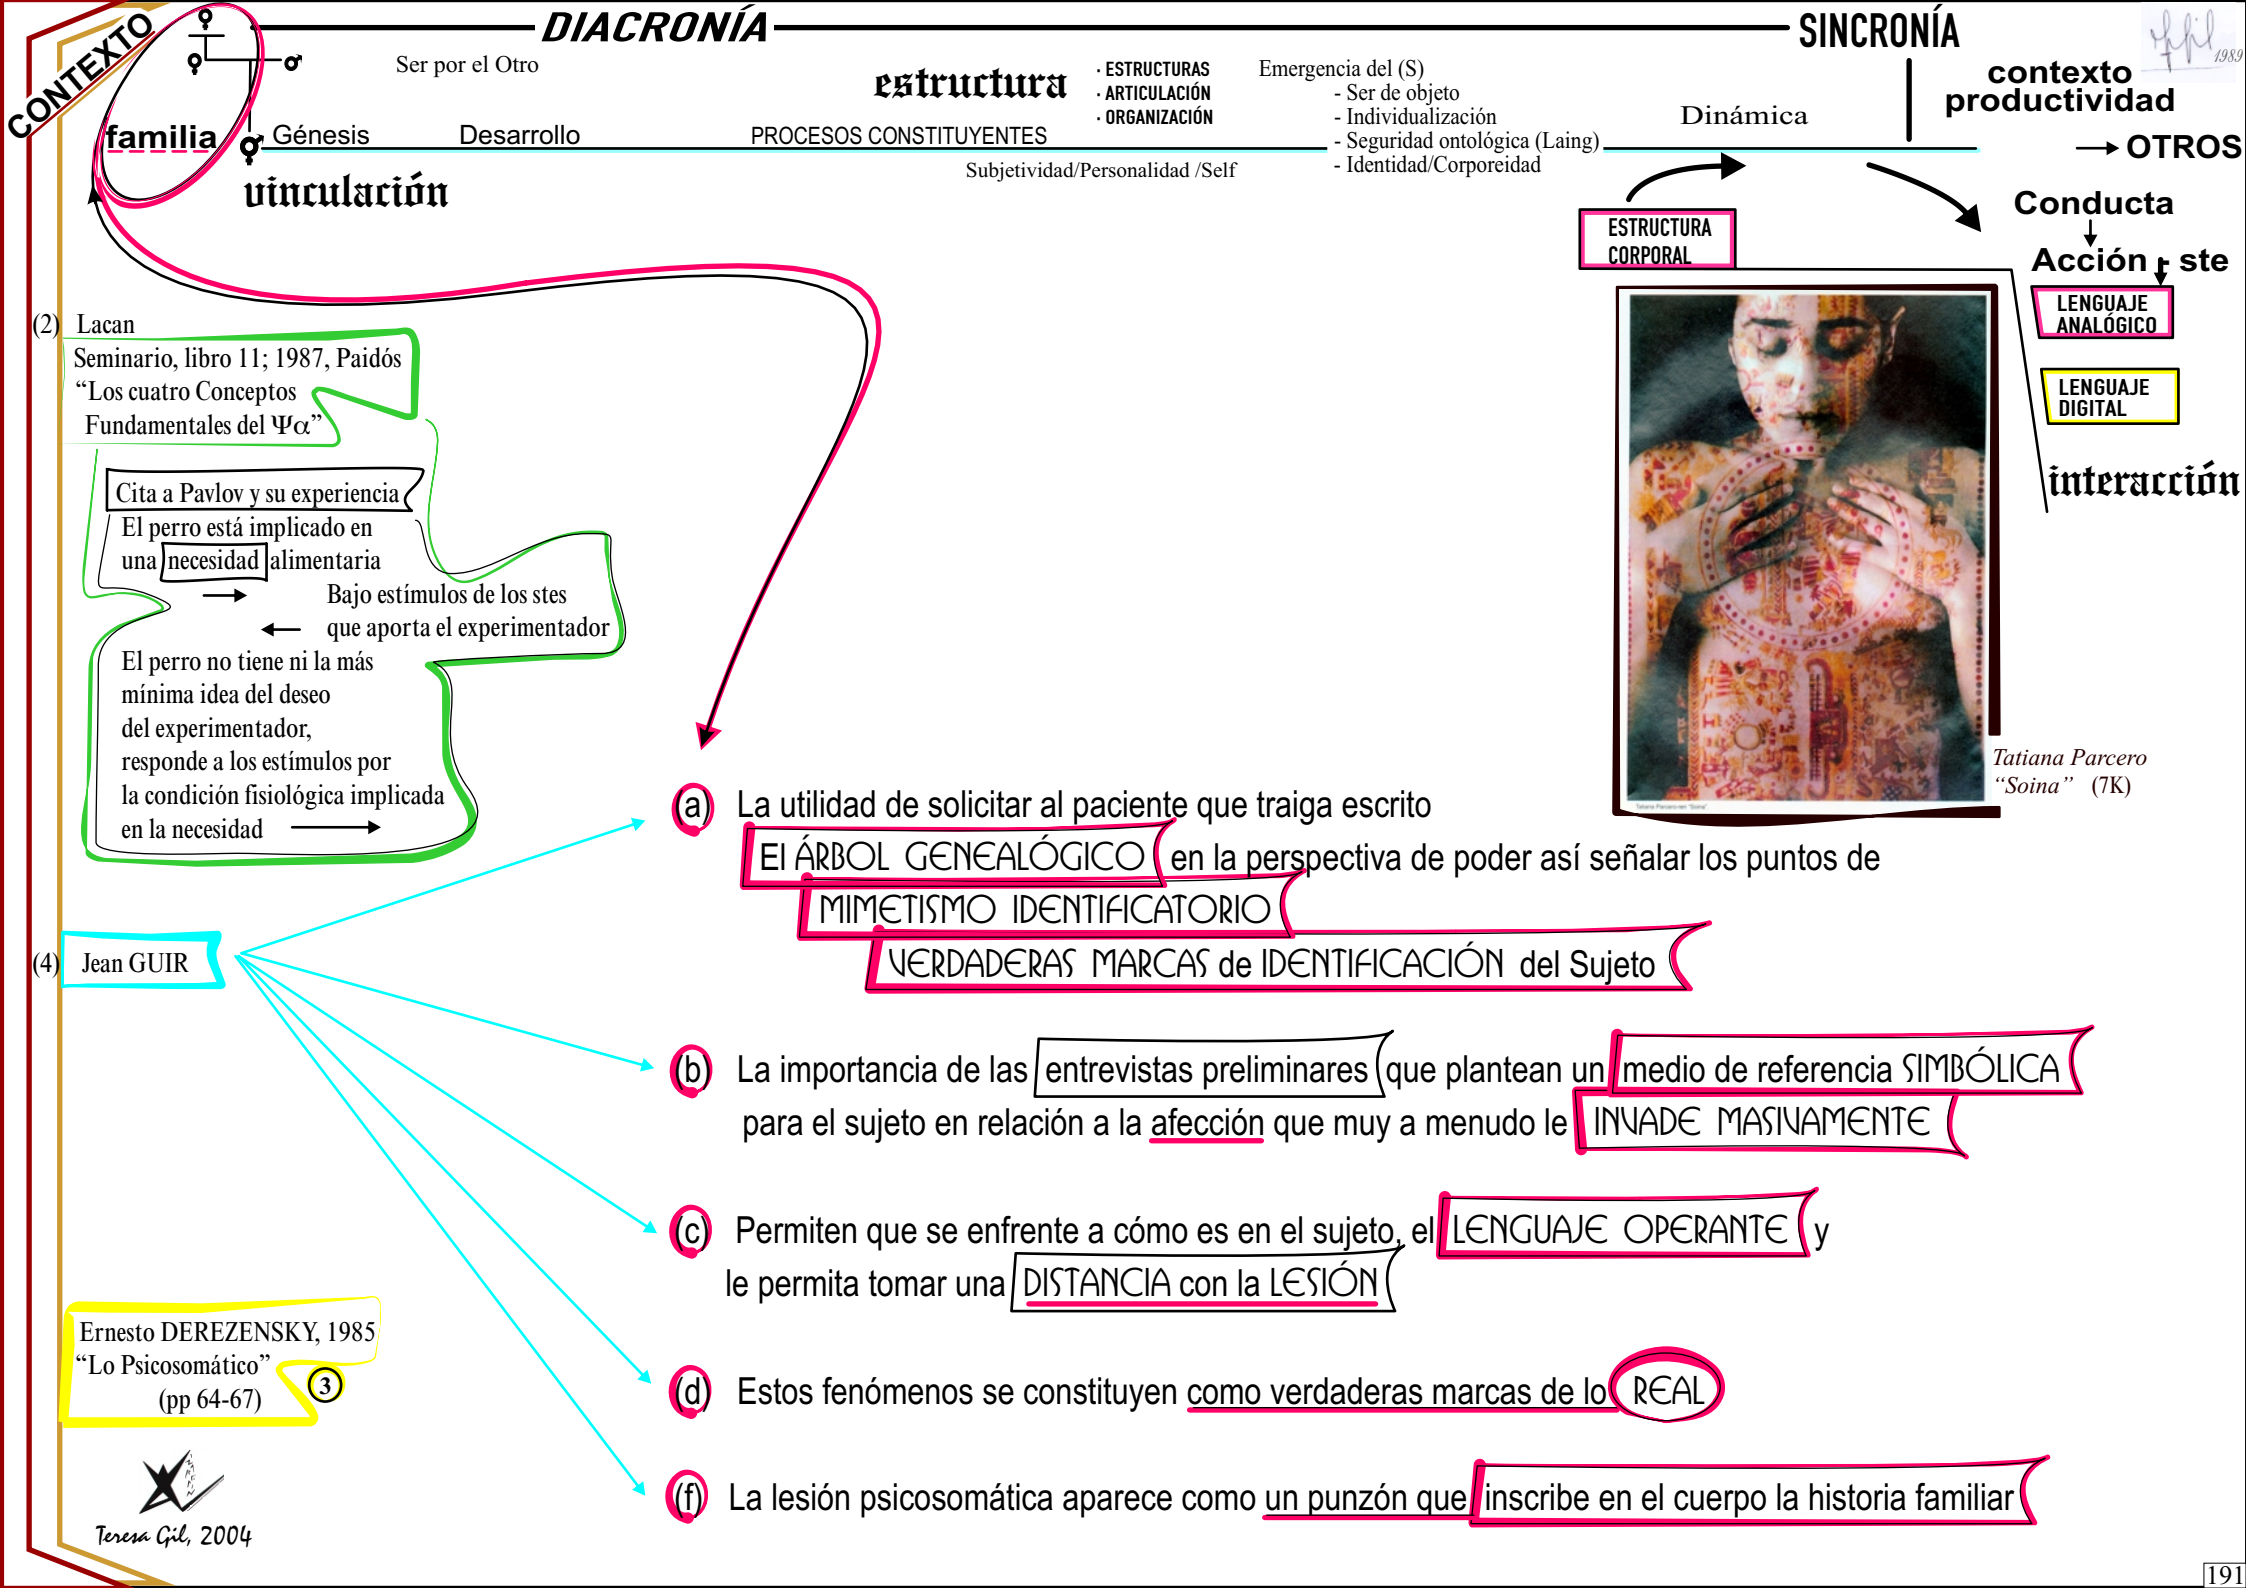 CONTEXTO
DIACRONÍA
SINCRONÍA
1989
Ser por el Otro
estructura
· ESTRUCTURAS
· ARTICULACIÓN
· ORGANIZACIÓN
Emergencia del (S)
- Ser de objeto
- Individualización
- Seguridad ontológica (Laing)
- Identidad/Corporeidad
Dinámica
contexto
productividad
OTROS
familia
Génesis
Desarrollo
PROCESOS CONSTITUYENTES
Subjetividad/Personalidad /Self
vinculación
ESTRUCTURA
CORPORAL
Conducta
Acción - ste
LENGUAJE
ANALÓGICO
LENGUAJE
DIGITAL
interacción
Tatiana Parcero
“Soina” (7K)
(2) Lacan
Seminario, libro 11; 1987, Paidós
“Los cuatro Conceptos
Fundamentales del Ψα”
Cita a Pavlov y su experiencia
El perro está implicado en
una necesidad alimentaria
Bajo estímulos de los stes
que aporta el experimentador
El perro no tiene ni la más
mínima idea del deseo
del experimentador,
responde a los estímulos por
la condición fisiológica implicada
en la necesidad
(4) Jean GUIR
(a) La utilidad de solicitar al paciente que traiga escrito
El ÁRBOL GENEALÓGICO en la perspectiva de poder así señalar los puntos de
MIMETISMO IDENTIFICATORIO
VERDADERAS MARCAS de IDENTIFICACIÓN del Sujeto
(b) La importancia de las entrevistas preliminares que plantean un medio de referencia SIMBÓLICA
para el sujeto en relación a la afección que muy a menudo le INVADE MASIVAMENTE
(c) Permiten que se enfrente a cómo es en el sujeto, el LENGUAJE OPERANTE y
le permita tomar una DISTANCIA con la LESIÓN
(d) Estos fenómenos se constituyen como verdaderas marcas de lo REAL
(f) La lesión psicosomática aparece como un punzón que inscribe en el cuerpo la historia familiar
Ernesto DEREZENSKY, 1985
“Lo Psicosomático”
(pp 64-67)
3
Teresa Gil, 2004
191